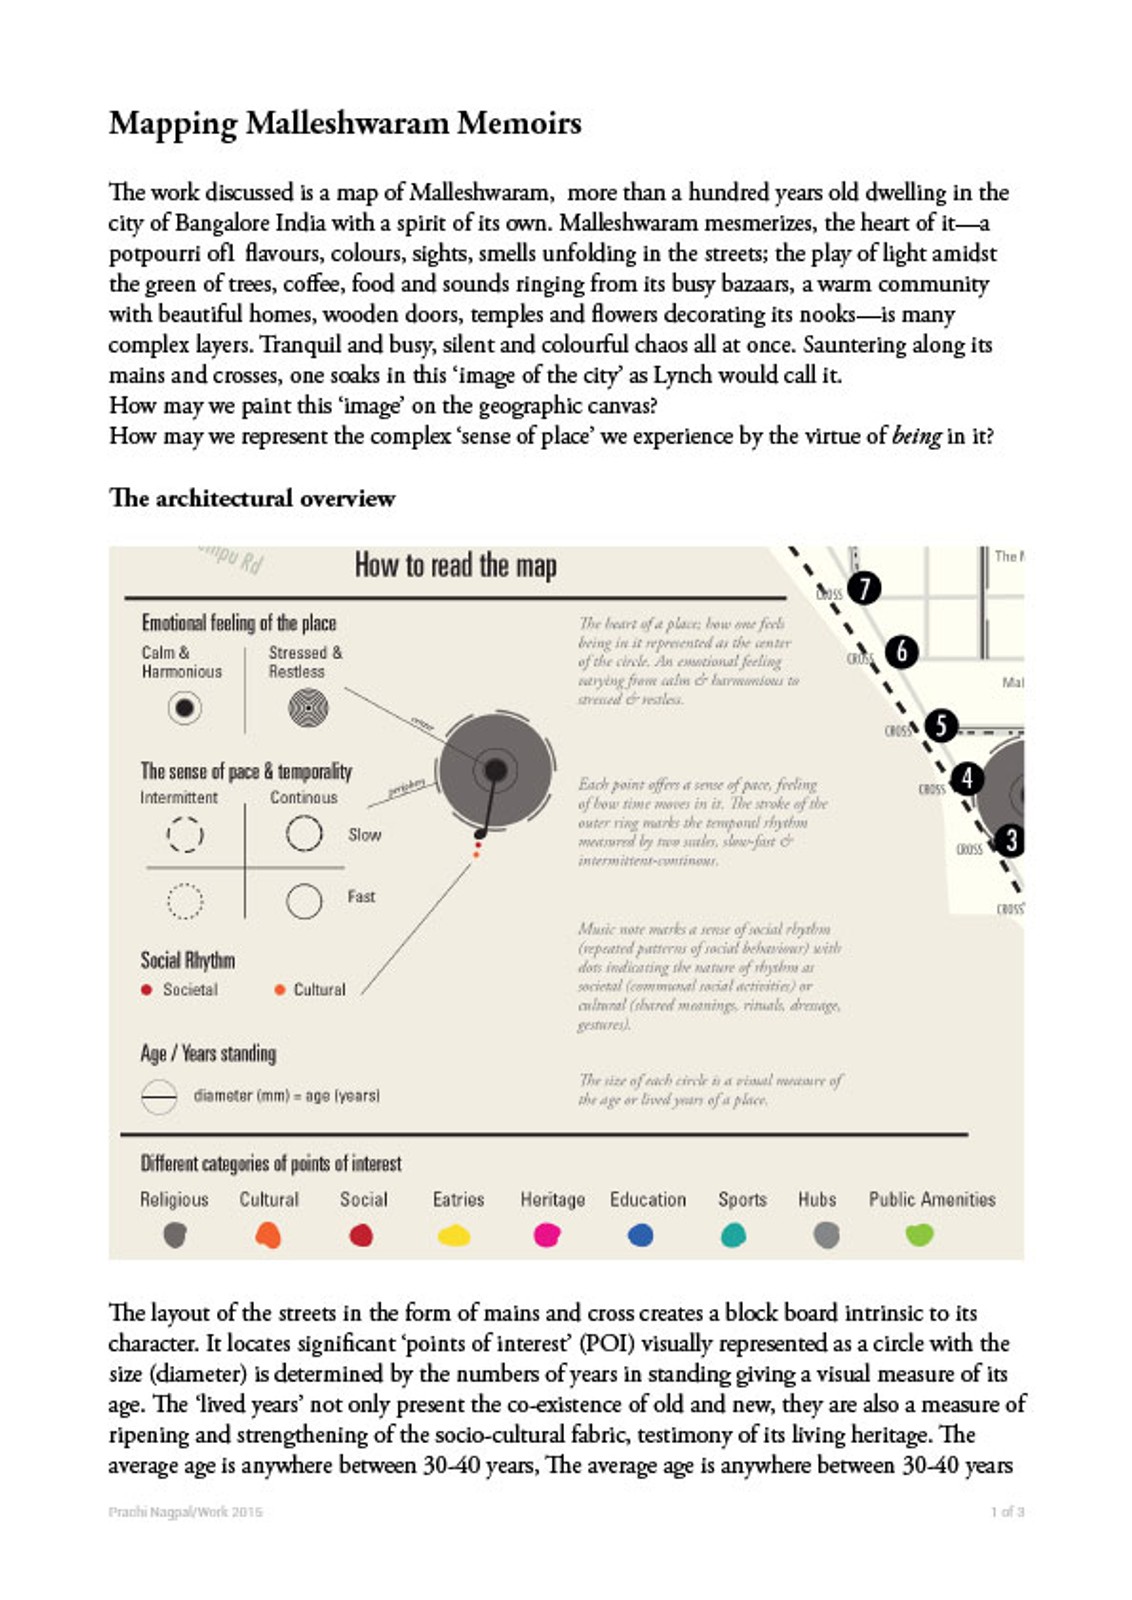 Mapping Malleshwaram Memoirs
The work discussed is a map of Malleshwaram,  more than a hundred years old dwelling in the
city of Bangalore India with a spirit of its own. Malleshwaram mesmerizes, the heart of it—a
potpourri ofl  flavours, colours, sights, smells unfolding in the streets; the play of light amidst
the green of trees, coffee, food and sounds ringing from its busy bazaars, a warm community
with beautiful homes, wooden doors, temples and flowers decorating its nooks—is many
complex layers. Tranquil and busy, silent and colourful chaos all at once. Sauntering along its
mains and crosses, one soaks in this ‘image of the city’ as Lynch would call it.
How may we paint this ‘image’ on the geographic canvas?
How may we represent the complex ‘sense of place’ we experience by the virtue of being in it?
The architectural overview
Rd
How to read the map
Emotional feeling of the place
Calm &
Harmonious
Stressed &
Restless
center
The sense of pace & temporality
periphery
Intermittent
Continous
Slow
Fast
Social Rhythm
Societal
Cultural
Age / Years standing
diameter (mm) = age (years)
The heart of a place; how one feels
being in it represented as the center
of the circle. An emotional feeling
varying from calm & harmonious to
stressed & restless.
Each point offers a sense of pace, feeling
of how time moves in it. The stroke of the
outer ring marks the temporal rhythm
measured by two scales, slow-fast &
intermittent-continous.
Music note marks a sense of social rhythm
(repeated patterns of social behaviour) with
dots indicating the nature of rhythm as
societal (communal social activities) or
cultural (shared meanings, rituals, dressage,
gestures).
The size of each circle is a visual measure of
the age or lived years of a place.
The
CROSS 7
CROSS 6
Mal
CROSS 5
CROSS 4
CROSS 3
CROSS
Different categories of points of interest
Religious
Cultural
Social
Eatries
Heritage
Education
Sports
Hubs
Public Amenities
The layout of the streets in the form of mains and cross creates a block board intrinsic to its
character. It locates significant ‘points of interest’ (POI) visually represented as a circle with the
size (diameter) is determined by the numbers of years in standing giving a visual measure of its
age. The ‘lived years’ not only present the co-existence of old and new, they are also a measure of
ripening and strengthening of the socio-cultural fabric, testimony of its living heritage. The
average age is anywhere between 30-40 years, The average age is anywhere between 30-40 years
Prachi Nagpal/Work 2015
1 of 3